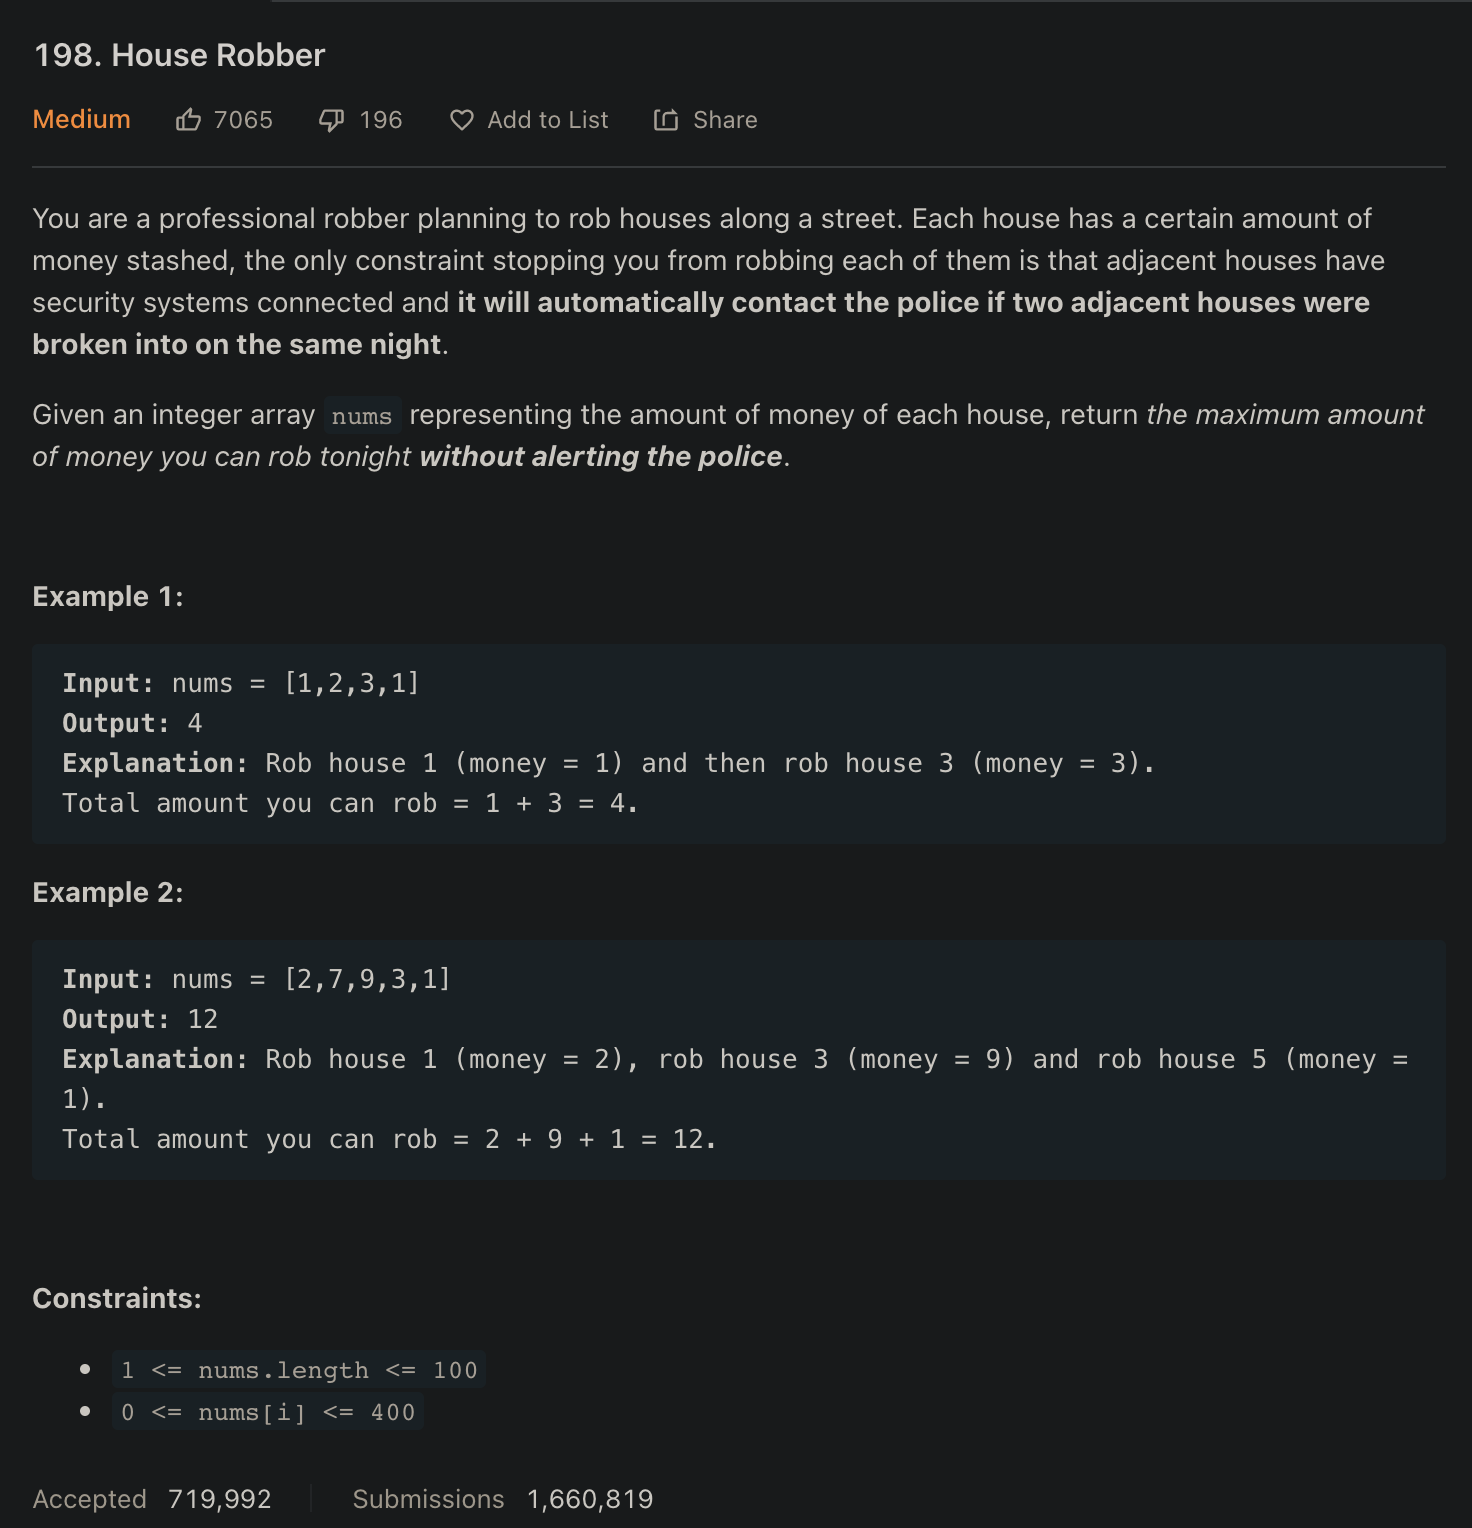 198. House Robber
Medium 7065 196 Add to List Share
You are a professional robber planning to rob houses along a street. Each house has a certain amount of
money stashed, the only constraint stopping you from robbing each of them is that adjacent houses have
security systems connected and it will automatically contact the police if two adjacent houses were
broken into on the same night.
Given an integer array nums representing the amount of money of each house, return the maximum amount
of money you can rob tonight without alerting the police.
Example 1:
Input: nums = [1,2,3,1]
Output: 4
Explanation: Rob house 1 (money = 1) and then rob house 3 (money = 3).
Total amount you can rob = 1 + 3 = 4.
Example 2:
Input: nums = [2,7,9,3,1]
Output: 12
Explanation: Rob house 1 (money = 2), rob house 3 (money = 9) and rob house 5 (money =
1).
Total amount you can rob = 2 + 9 + 1 = 12.
Constraints:
1 <= nums.length <= 100
0 <= nums[i] <= 400
Accepted 719,992 Submissions 1,660,819